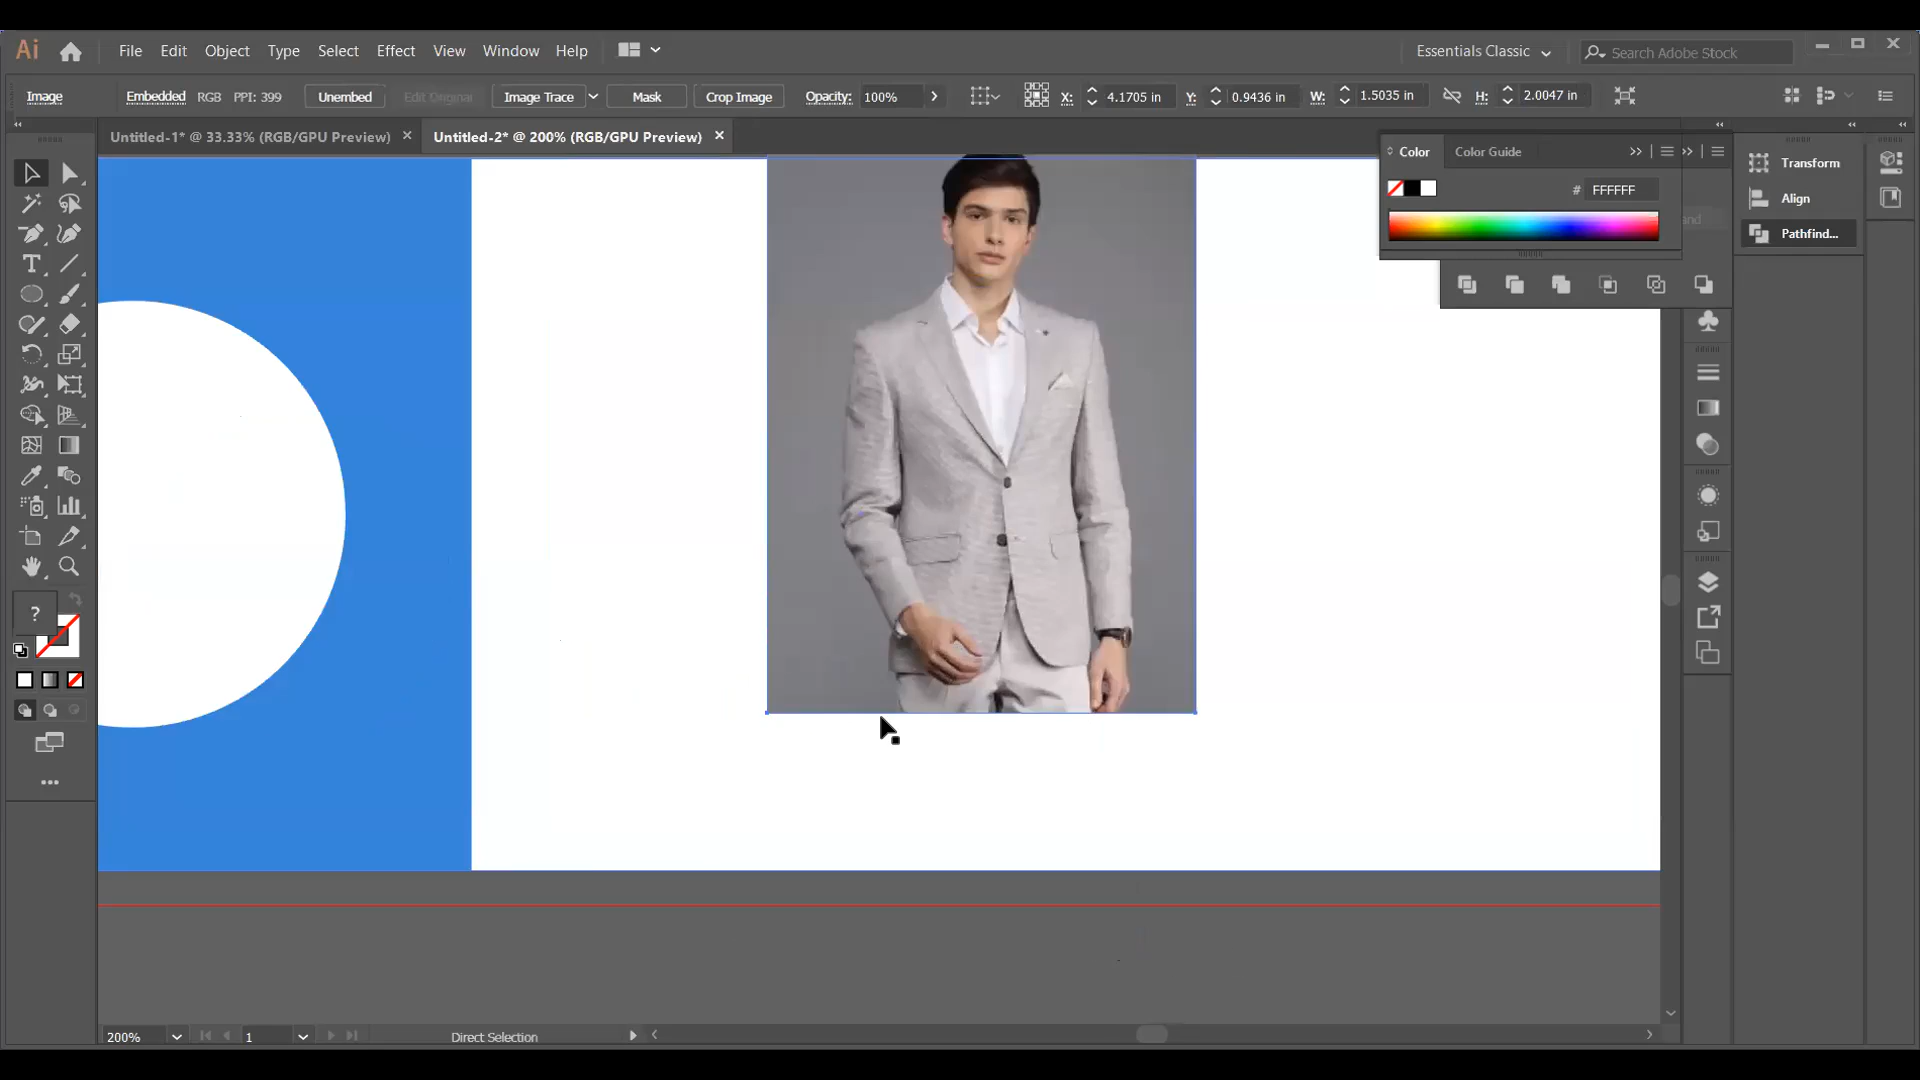 Ai File Edit Object Type Select Effect View Window Help Essentials Classic Search Adobe Stock
Image Embedded RGB PPI: 399 Unembed Edit Original Image Trace Mask Crop Image Opacity: 100% X: 4.1705 in Y: 0.9436 in W: 1.5035 in H: 2.0047 in
Untitled-1* @ 33.33% (RGB/GPU Preview) × Untitled-2* @ 200% (RGB/GPU Preview) ×
Color Color Guide
# FFFFFF
Transform
Align
Pathfind...
?
200% 1 Direct Selection